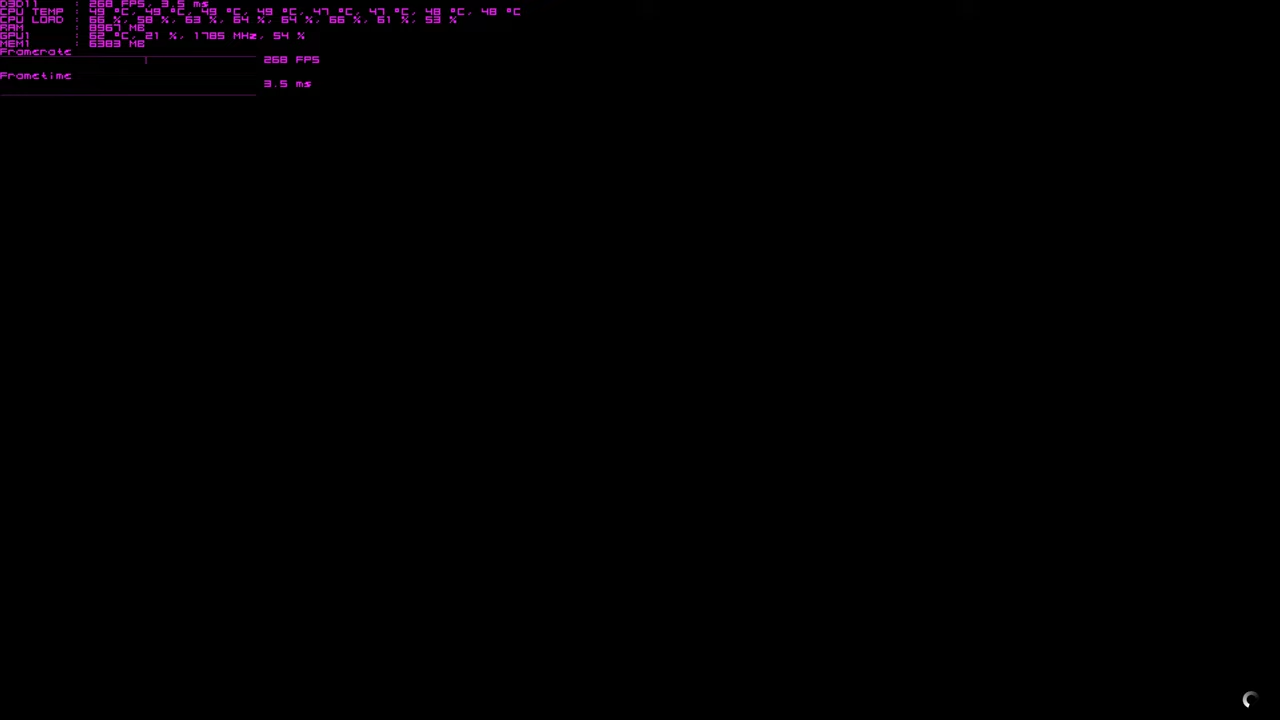 D3D11 : 268 FPS, 3.5 ms
CPU TEMP : 49 °C, 49 °C, 49 °C, 49 °C, 47 °C, 47 °C, 48 °C, 48 °C
CPU LOAD : 66 %, 58 %, 63 %, 64 %, 64 %, 66 %, 61 %, 53 %
RAM : 8967 MB
GPU1 : 62 °C, 21 %, 1785 MHz, 54 %
MEM1 : 6383 MB
Framerate
268 FPS
Frametime
3.5 ms